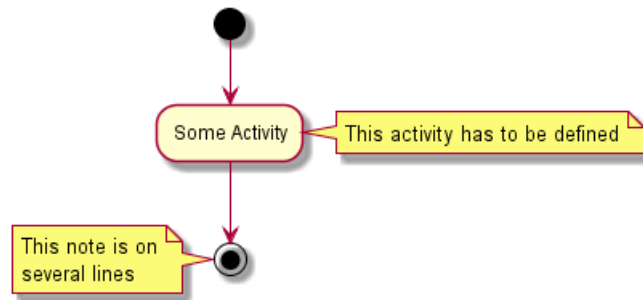 Some Activity
This activity has to be defined
This note is on
several lines